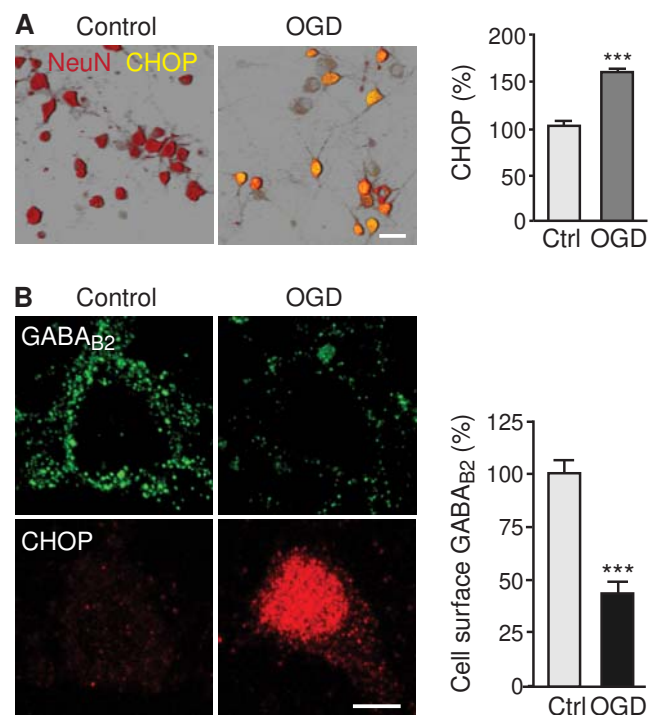 A Control OGD
NeuN CHOP
CHOP (%)
200
150
100
50
0
***
Ctrl OGD
B Control OGD
GABAB2
CHOP
Cell surface GABAB2 (%)
125
100
75
50
25
0
***
Ctrl OGD